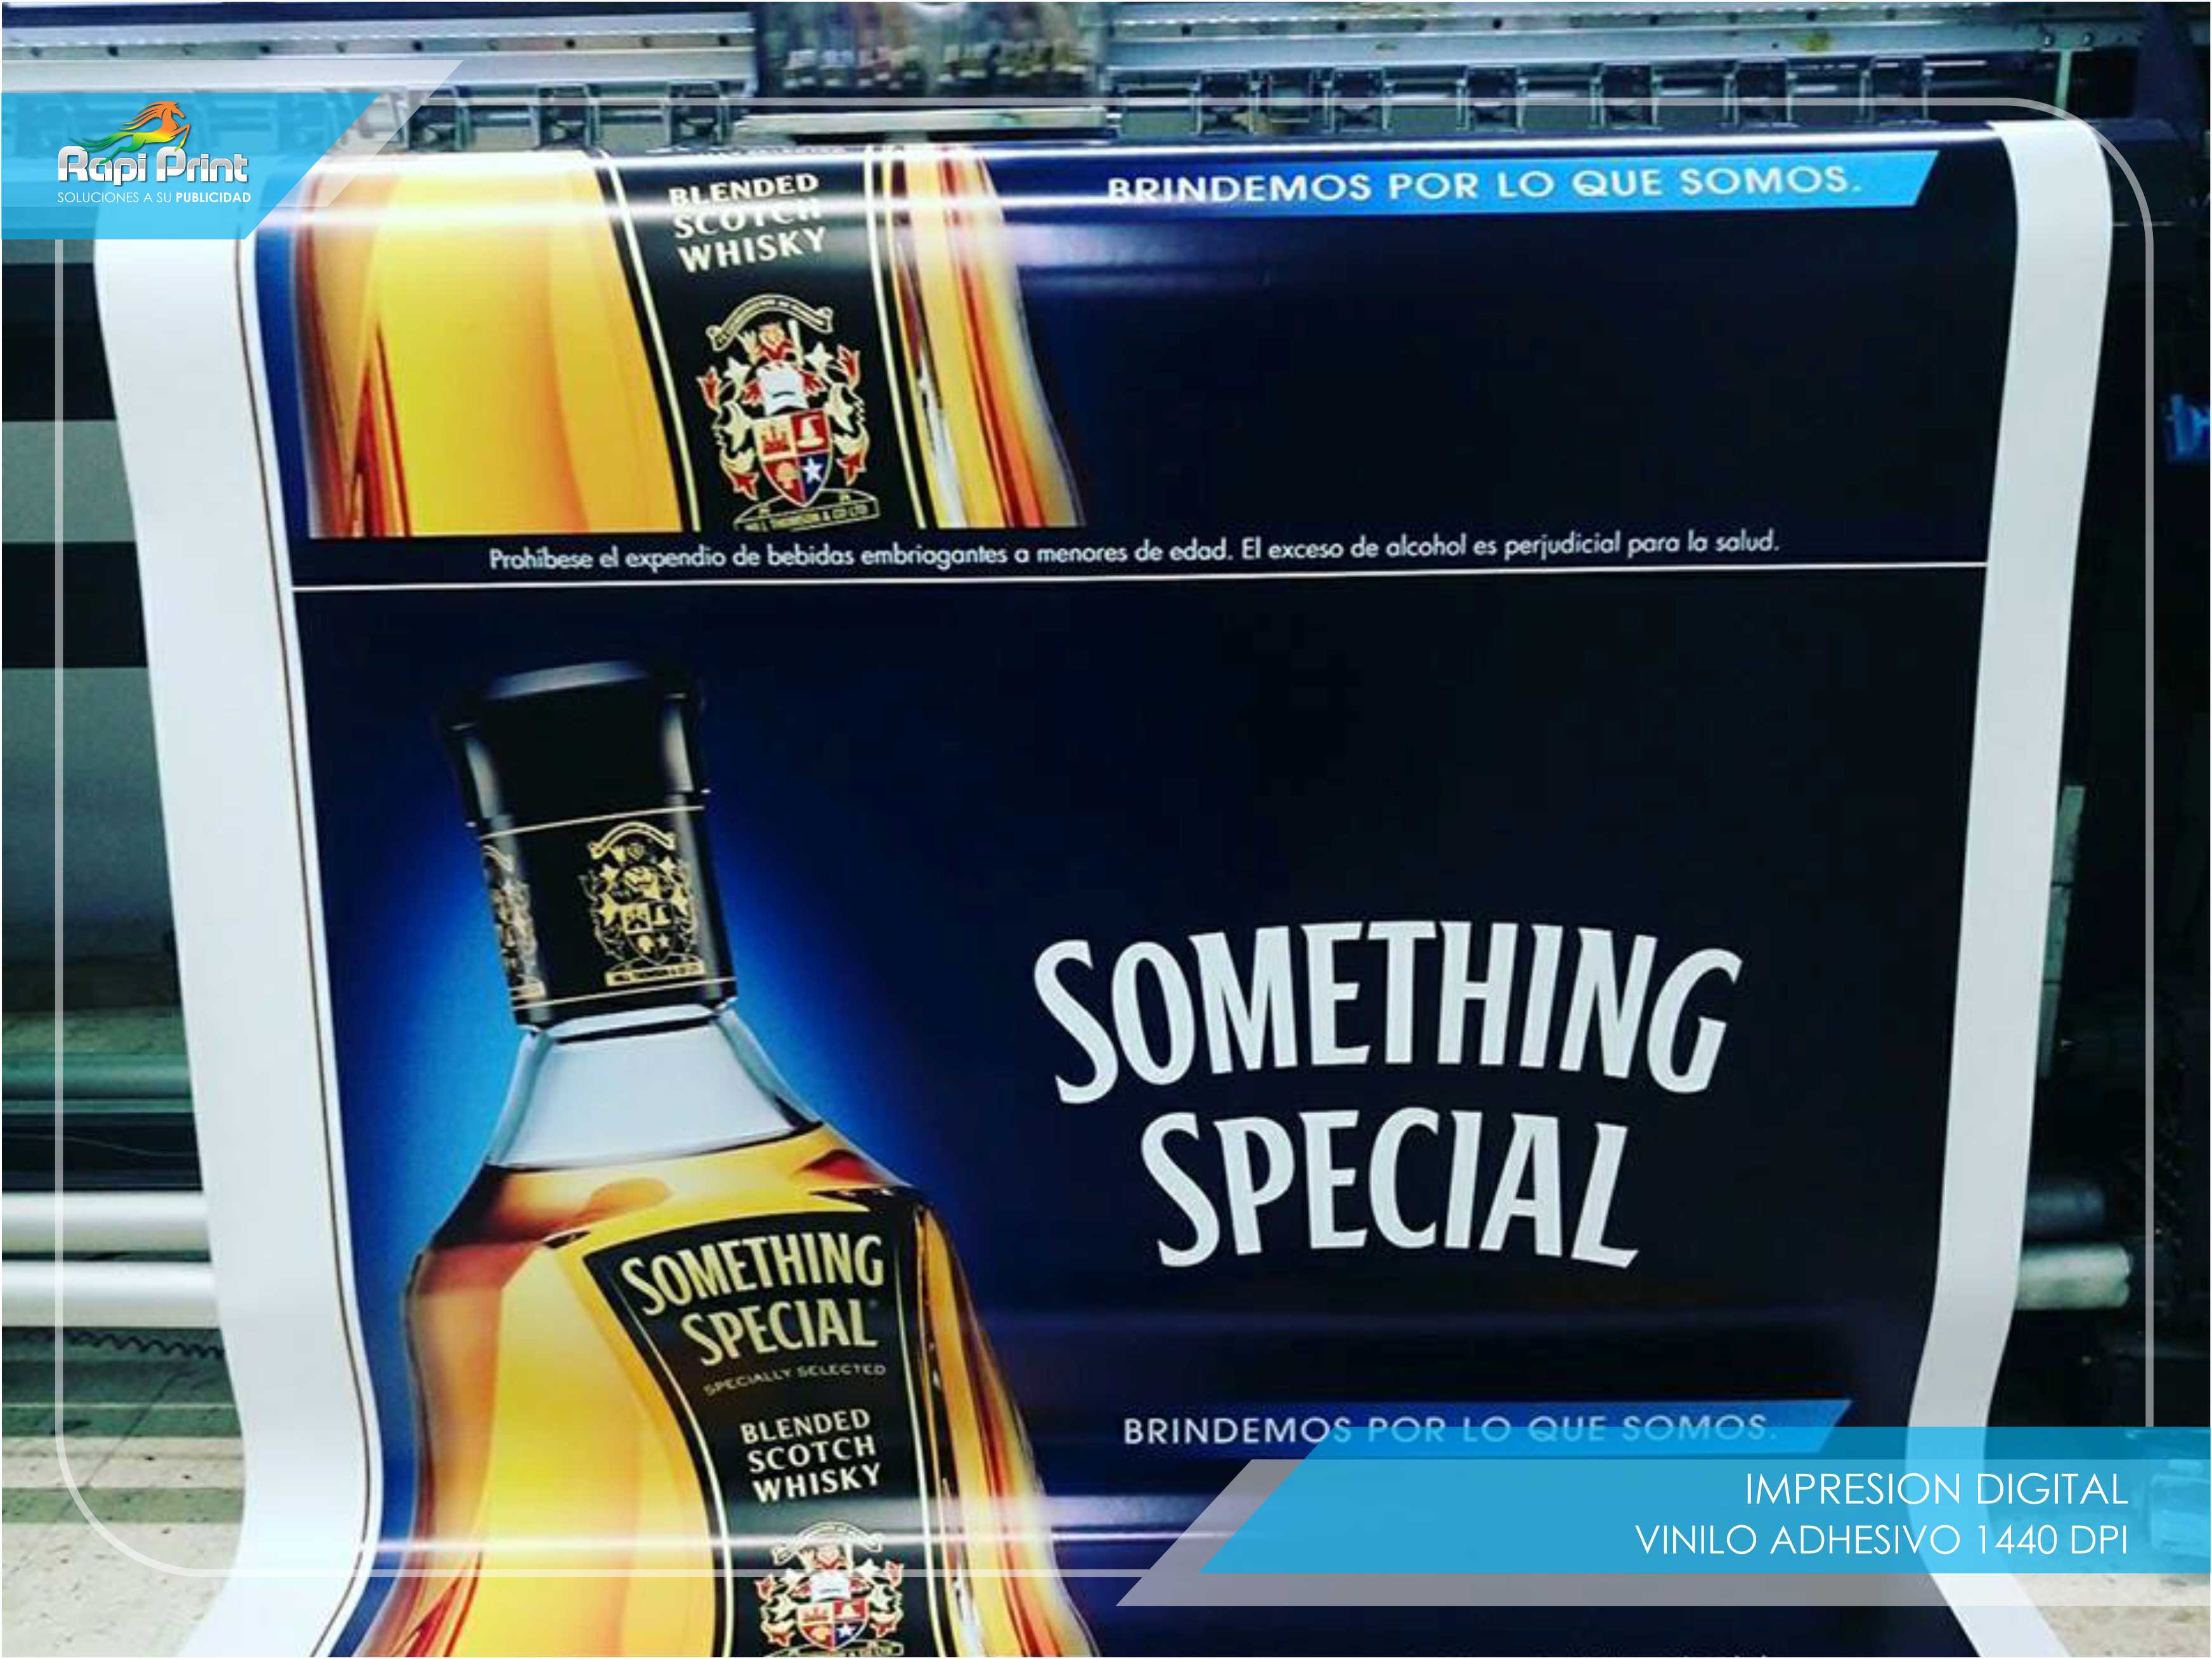 Rapi Print
SOLUCIONES A SU PUBLICIDAD
BLENDED
SCOTCH
WHISKY
BRINDEMOS POR LO QUE SOMOS.
Prohíbese el expendio de bebidas embriagantes a menores de edad. El exceso de alcohol es perjudicial para la salud.
SOMETHING
SPECIAL
SOMETHING
SPECIAL
SPECIALLY SELECTED
BLENDED
SCOTCH
WHISKY
BRINDEMOS POR LO QUE SOMOS.
IMPRESION DIGITAL
VINILO ADHESIVO 1440 DPI